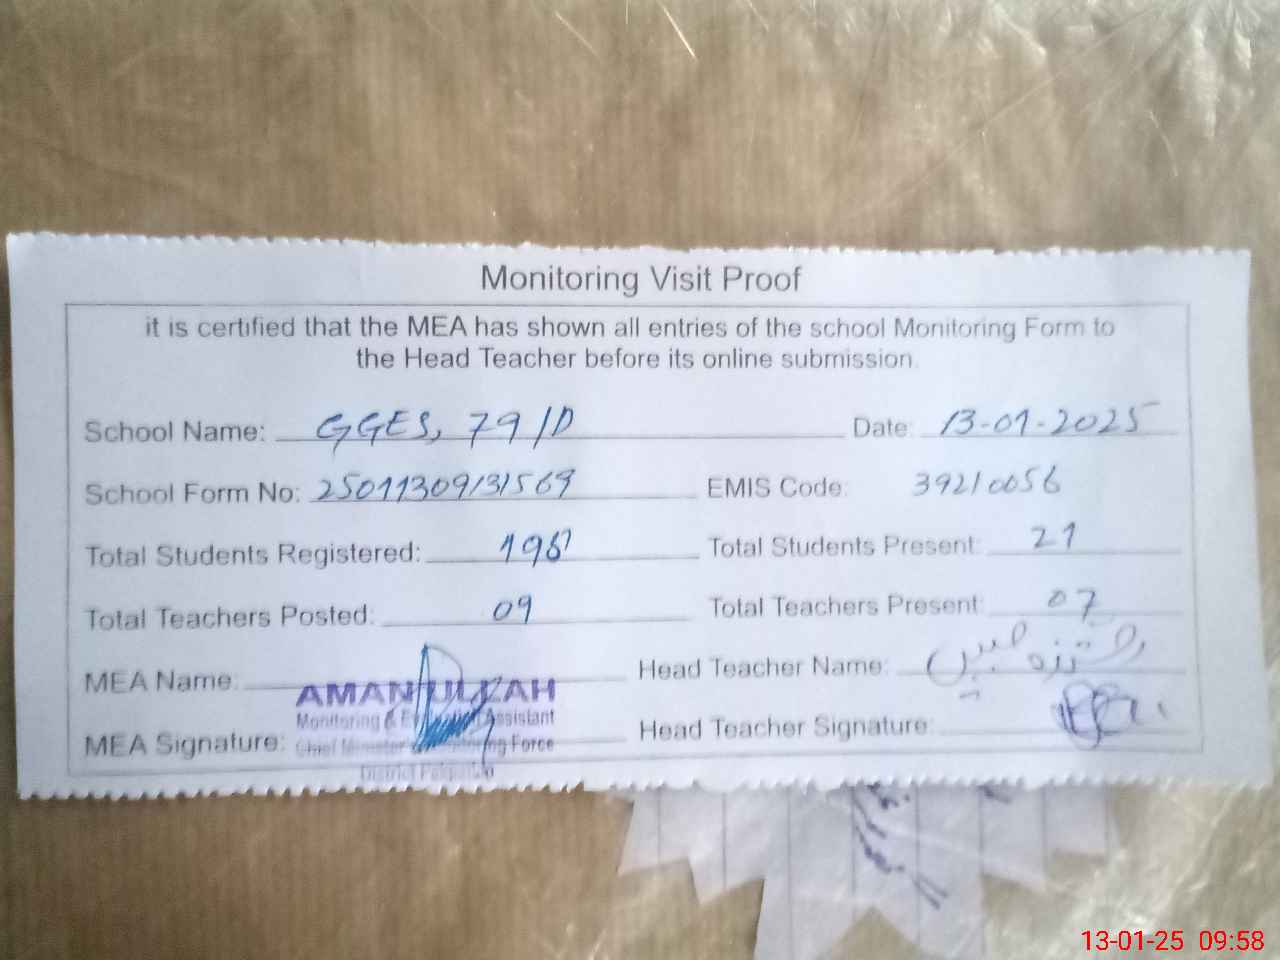 Monitoring Visit Proof
it is certified that the MEA has shown all entries of the school Monitoring Form to
the Head Teacher before its online submission.
School Name: GGES, 79/D Date: 13-01-2025
School Form No: EMIS Code: 39210056
Total Students Registered: Total Students Present: 21
Total Teachers Posted: 09 Total Teachers Present: 07
MEA Name: Head Teacher Name:
AMAN ULLAH
Monitoring & Evaluation Assistant
MEA Signature: Head Teacher Signature:
Chief Minister Monitoring Force
District Pakpattan
13-01-25 09:58